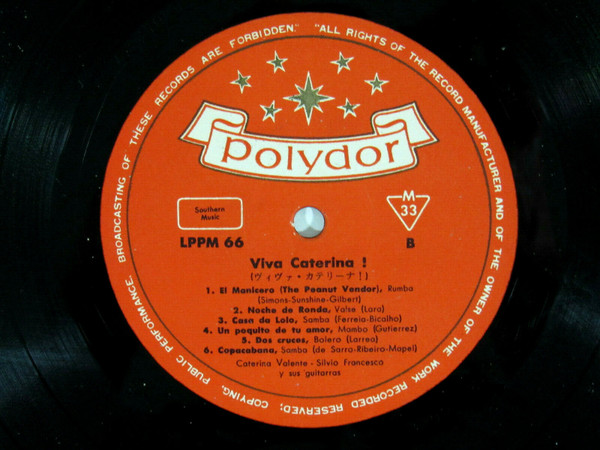 "ALL RIGHTS OF THE RECORD MANUFACTURER AND OF THE OWNER OF THE WORK RECORDED RESERVED; COPYING, PUBLIC PERFORMANCE, BROADCASTING OF THESE RECORDS ARE FORBIDDEN."
polydor
Southern
Music
M
33
LPPM 66
B
Viva Caterina !
(ヴィヴァ・カテリーナ!)
1. El Manicero (The Peanut Vendor), Rumba
(Simons-Sunshine-Gilbert)
2. Noche de Ronda, Valse (Lara)
3. Casa da Lolo, Samba (Ferreia-Bicalho)
4. Un poquito de tu amor, Mambo (Gutierrez)
5. Dos cruces, Bolero (Larrea)
6. Copacabana, Samba (de Sarra-Ribeiro-Mapel)
Caterina Valente - Silvio Francesco
y sus guitarras